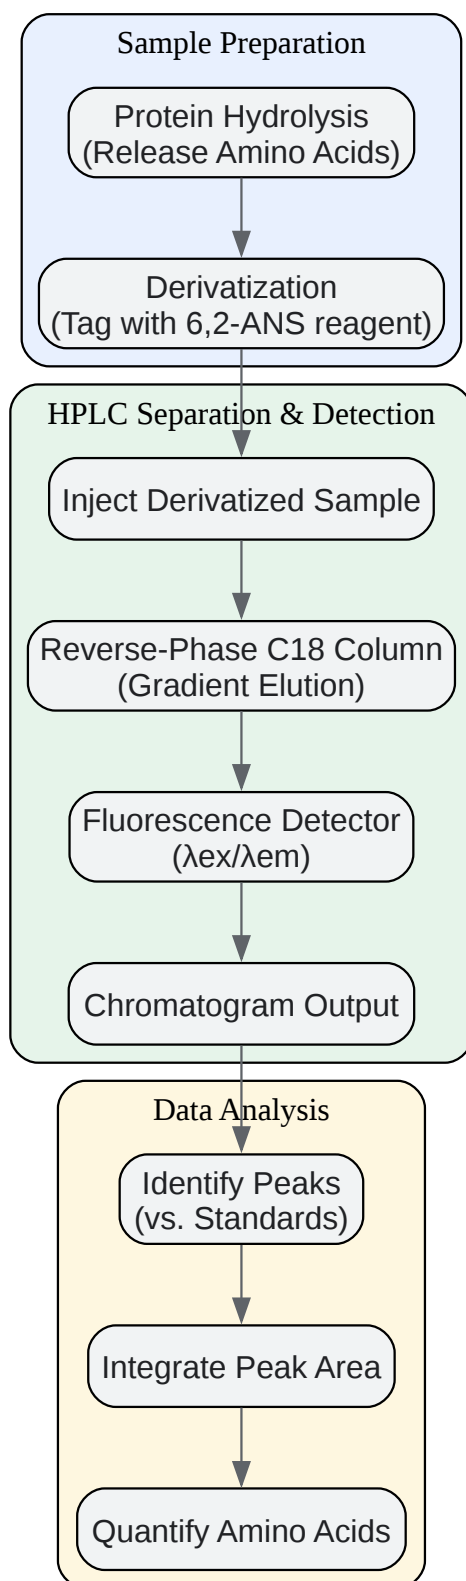 Sample Preparation
Protein Hydrolysis
(Release Amino Acids)
Derivatization
(Tag with 6,2-ANS reagent)
HPLC Separation & Detection
Inject Derivatized Sample
Reverse-Phase C18 Column
(Gradient Elution)
Fluorescence Detector
(λex/λem)
Chromatogram Output
Data Analysis
Identify Peaks
(vs. Standards)
Integrate Peak Area
Quantify Amino Acids